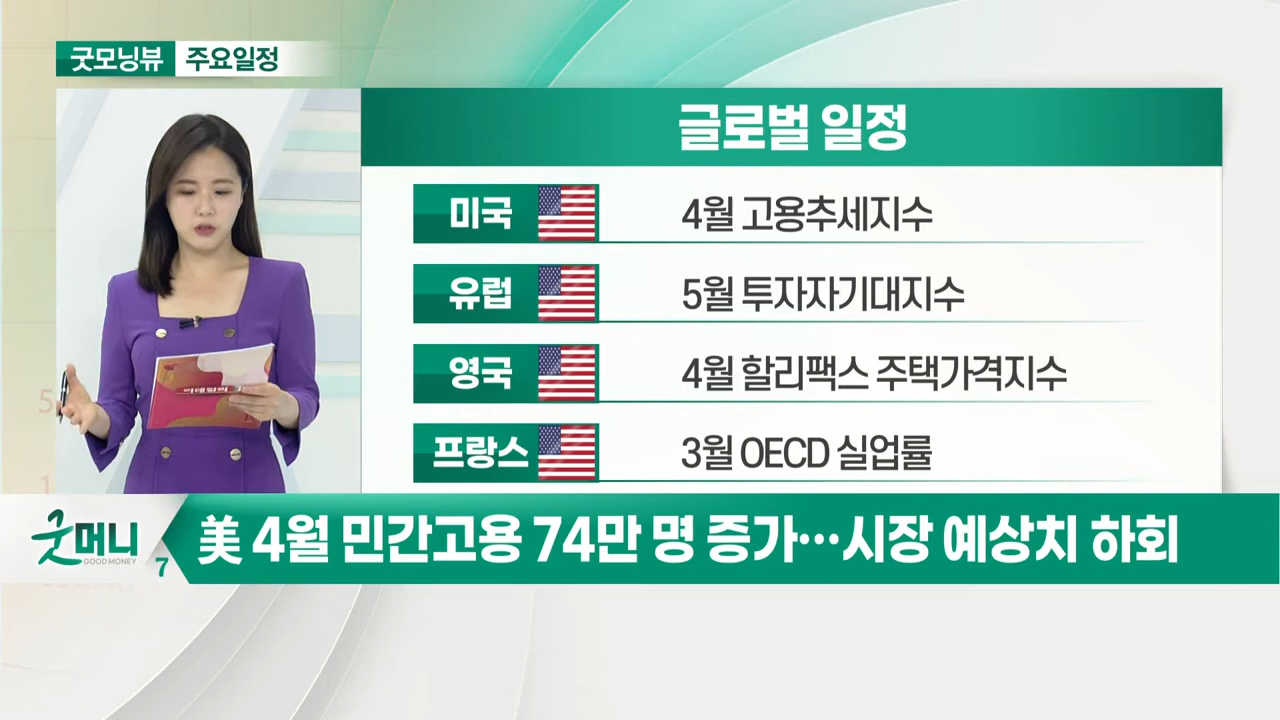 굿모닝뷰 주요일정
글로벌 일정
미국 4월 고용추세지수
유럽 5월 투자자기대지수
영국 4월 할리팩스 주택가격지수
프랑스 3월 OECD 실업률
이데일리
굿머니
GOOD MONEY
7
美 4월 민간고용 74만 명 증가…시장 예상치 하회